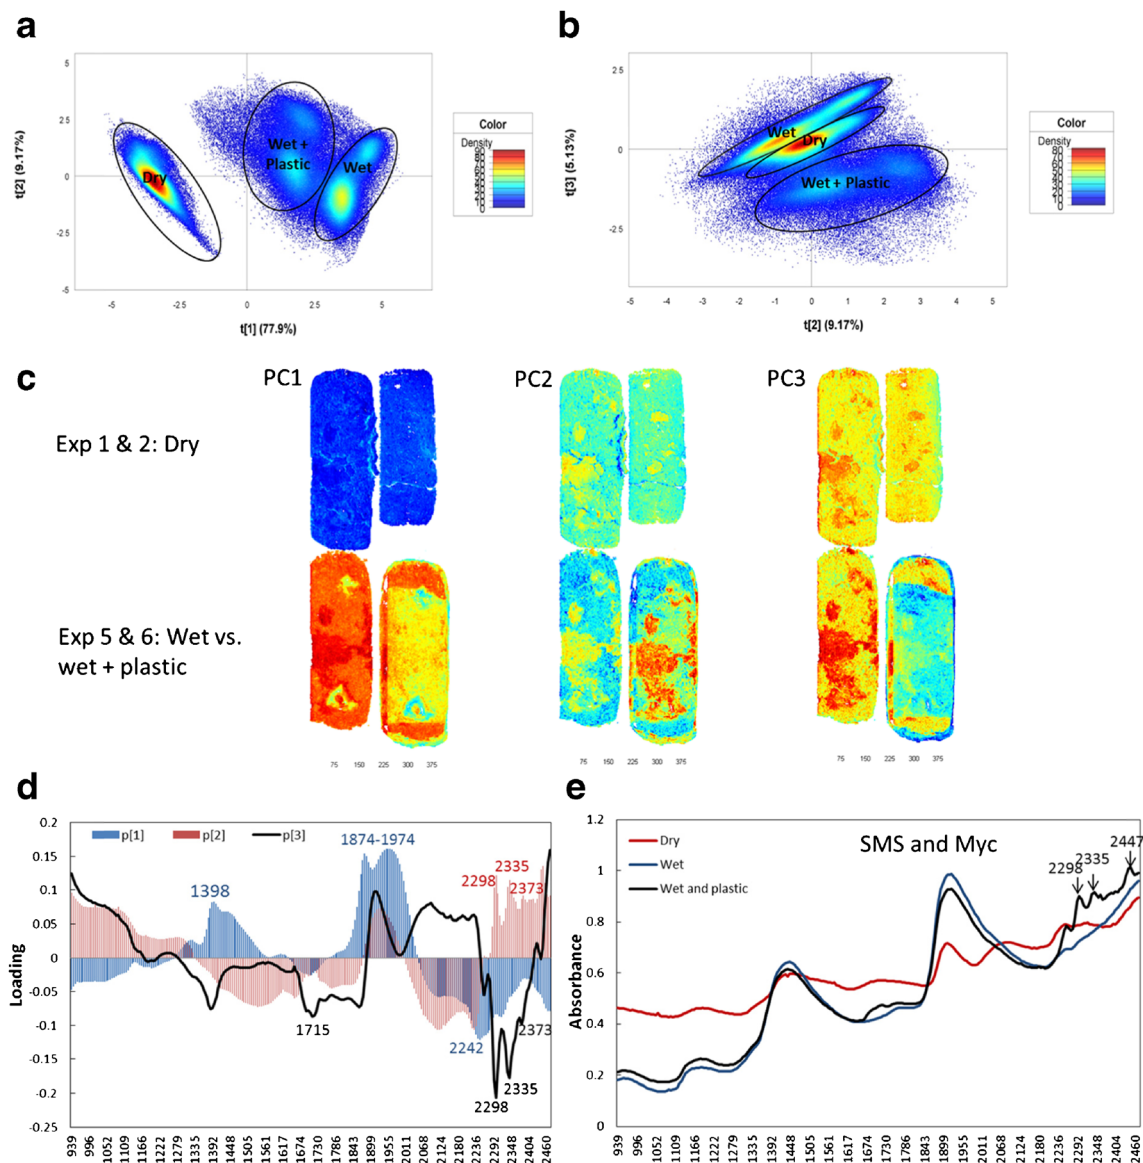 a
5
2.5
0
-2.5
-5
t[2] (9.17%)
Dry
Wet +
Plastic
Wet
-5
-2.5
0
2.5
5
t[1] (77.9%)
Color
Density
90
80
70
60
50
40
30
20
10
0
b
2.5
0
-2.5
t[3] (5.13%)
Wet
Dry
Wet + Plastic
-5 -4 -3 -2 -1 0 1 2 3 4 5
t[2] (9.17%)
Color
Density
80
70
60
50
40
30
20
10
0
c
PC1
PC2
PC3
Exp 1 & 2: Dry
Exp 5 & 6: Wet vs.
wet + plastic
75 150 225 300 375
75 150 225 300 375
75 150 225 300 375
d
0.2
0.15
0.1
0.05
0
-0.05
-0.1
-0.15
-0.2
-0.25
Loading
p[1] p[2] p[3]
1398
1874-1974
2298
2335
2373
1715
2242
2373
2335
2298
939 996 1052 1109 1166 1222 1279 1335 1392 1448 1505 1561 1617 1674 1730 1786 1843 1899 1955 2011 2068 2124 2180 2236 2292 2348 2404 2460
e
1.2
1
0.8
0.6
0.4
0.2
0
Absorbance
Dry
Wet
Wet and plastic
SMS and Myc
2298
2335
2447
939 996 1052 1109 1166 1222 1279 1335 1392 1448 1505 1561 1617 1674 1730 1786 1843 1899 1955 2011 2068 2124 2180 2236 2292 2348 2404 2460